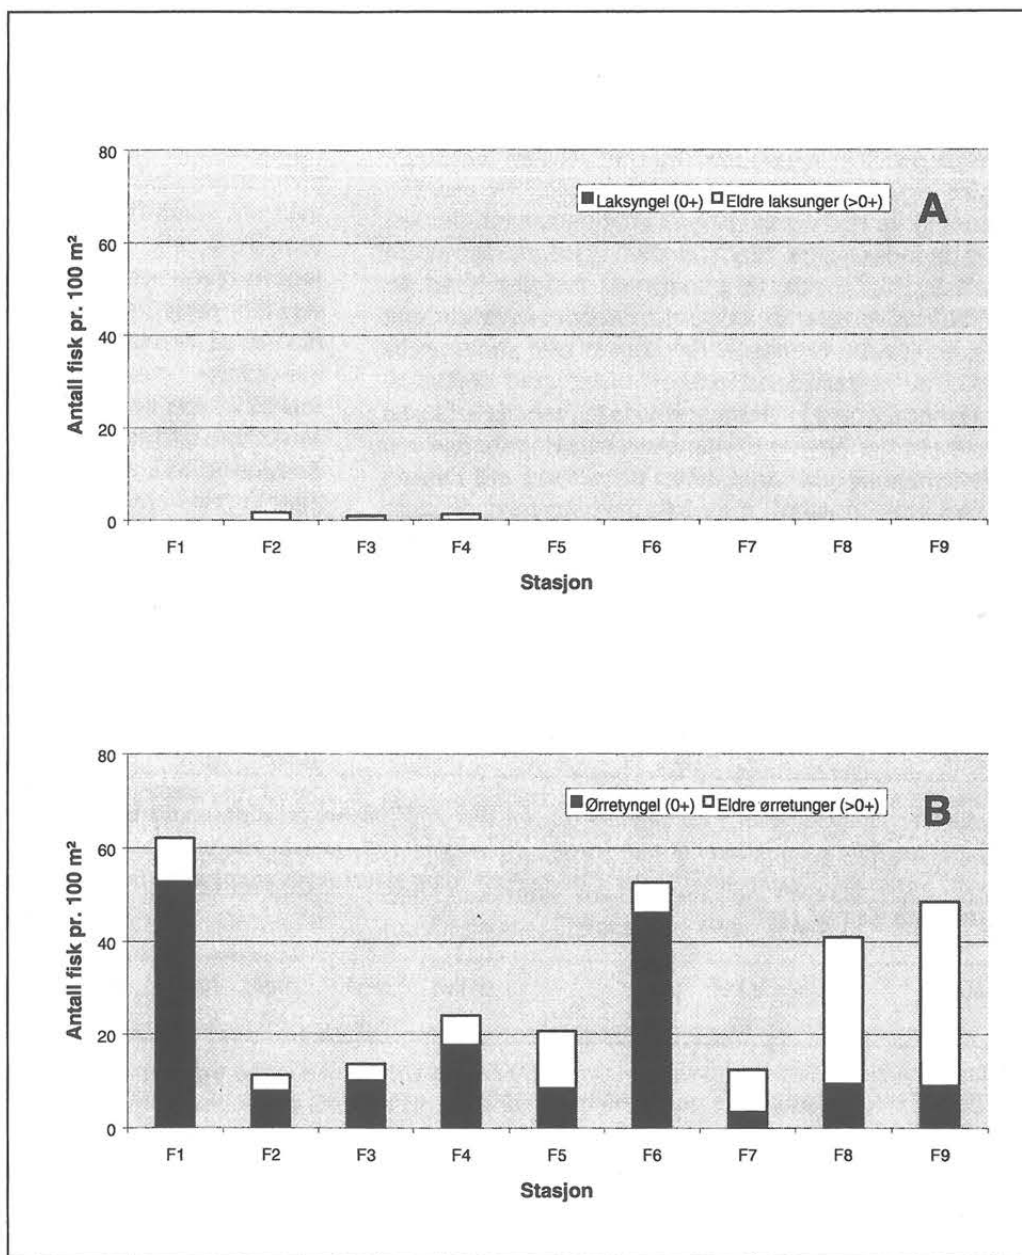 80
Laksyngel (0+) Eldre laksunger (>0+)
A
60
40
20
0
Antall fisk pr. 100 m²
F1 F2 F3 F4 F5 F6 F7 F8 F9
Stasjon
80
Ørretyngel (0+) Eldre ørretunger (>0+)
B
60
40
20
0
Antall fisk pr. 100 m²
F1 F2 F3 F4 F5 F6 F7 F8 F9
Stasjon